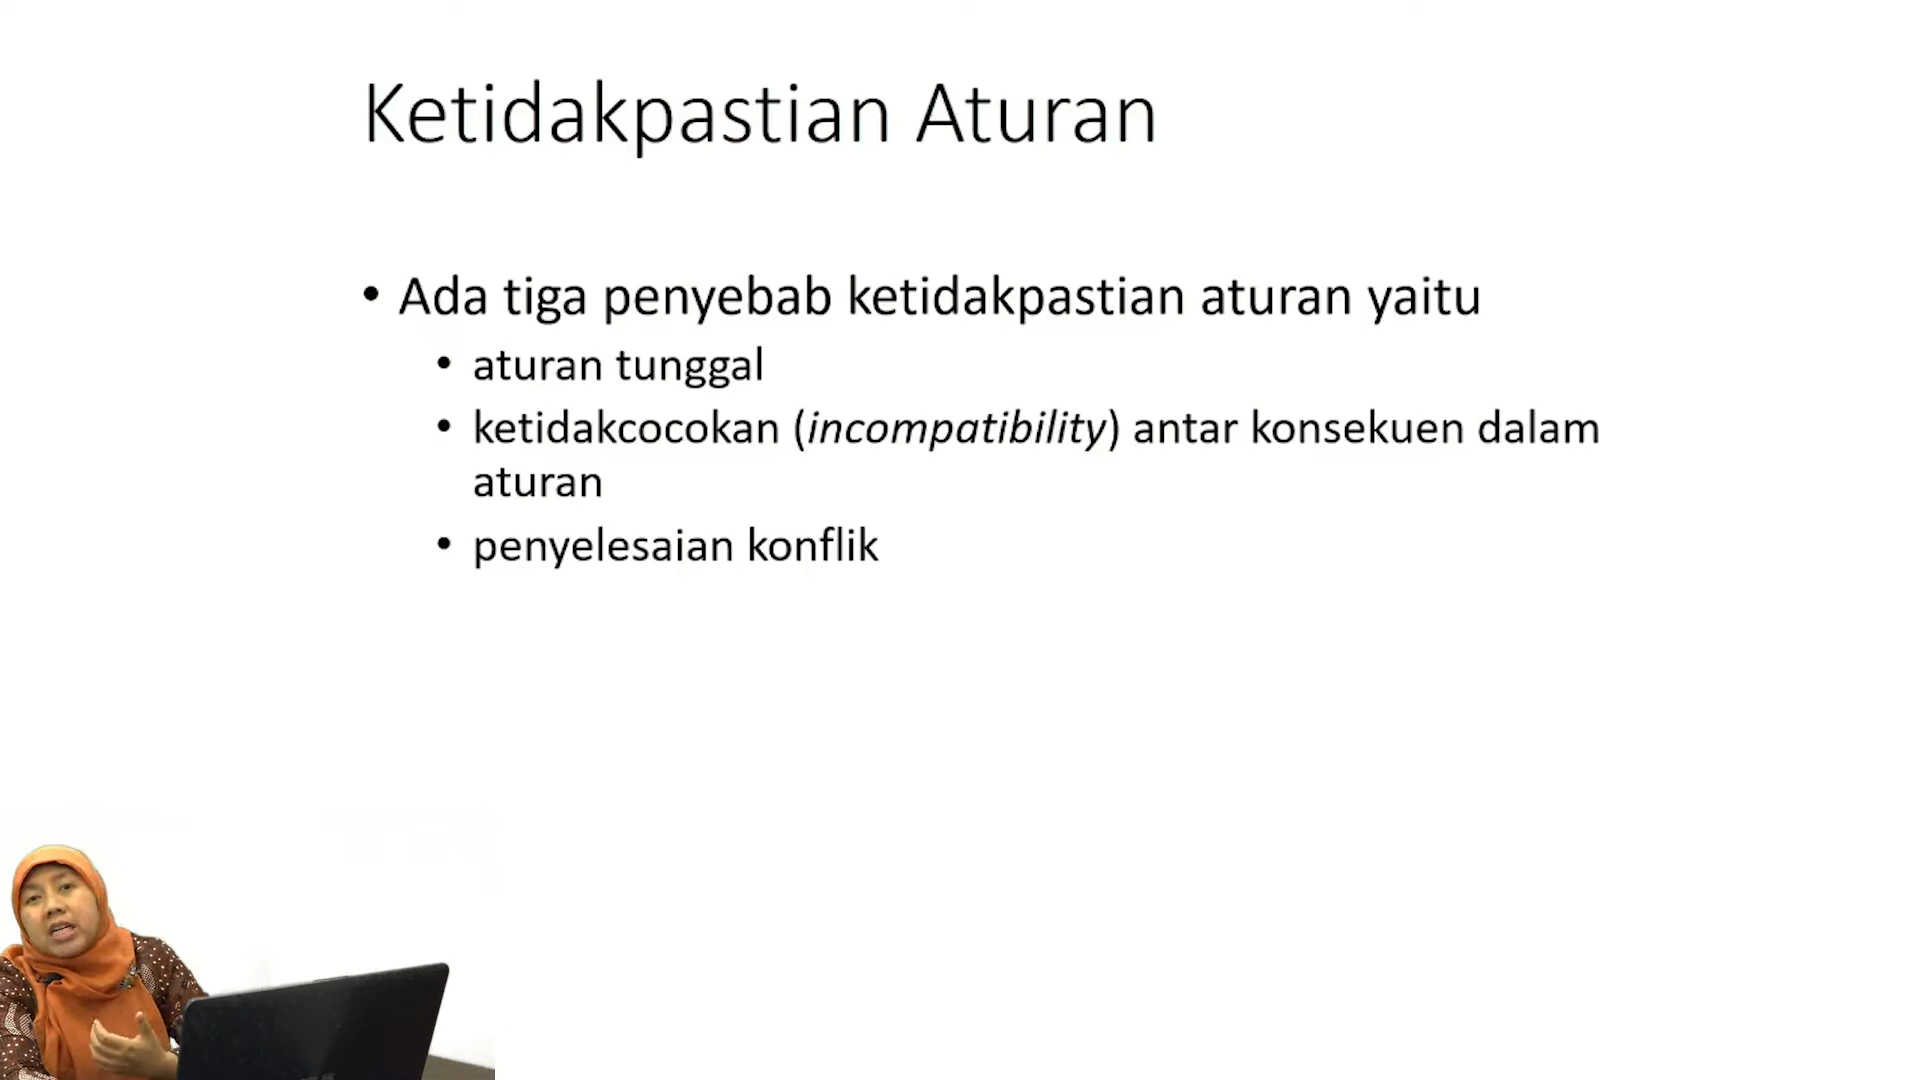 Ketidakpastian Aturan
• Ada tiga penyebab ketidakpastian aturan yaitu
• aturan tunggal
• ketidakcocokan (incompatibility) antar konsekuen dalam
aturan
• penyelesaian konflik